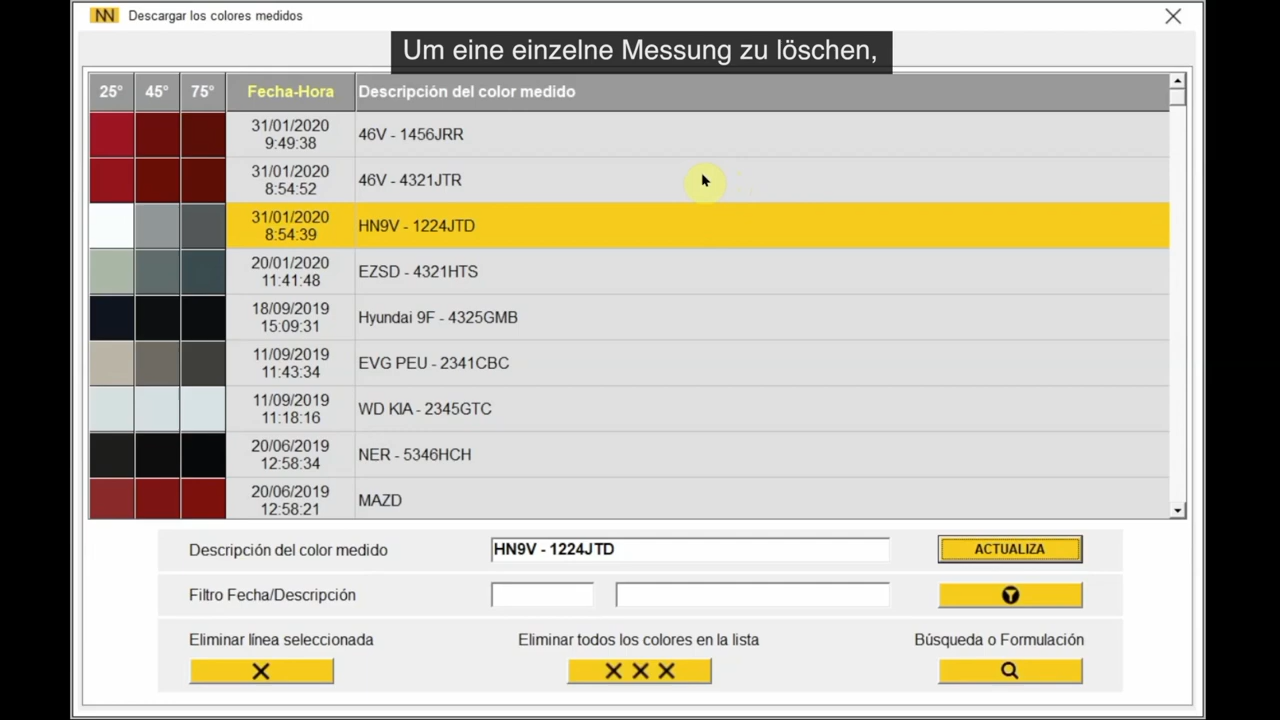 NN Descargar los colores medidos
Um eine einzelne Messung zu löschen,
25° 45° 75° Fecha-Hora Descripción del color medido
31/01/2020
9:49:38
46V - 1456JRR
31/01/2020
8:54:52
46V - 4321JTR
31/01/2020
8:54:39
HN9V - 1224JTD
20/01/2020
11:41:48
EZSD - 4321HTS
18/09/2019
15:09:31
Hyundai 9F - 4325GMB
11/09/2019
11:43:34
EVG PEU - 2341CBC
11/09/2019
11:18:16
WD KIA - 2345GTC
20/06/2019
12:58:34
NER - 5346HCH
20/06/2019
12:58:21
MAZD
Descripción del color medido HN9V - 1224JTD ACTUALIZA
Filtro Fecha/Descripción
Eliminar línea seleccionada Eliminar todos los colores en la lista Búsqueda o Formulación